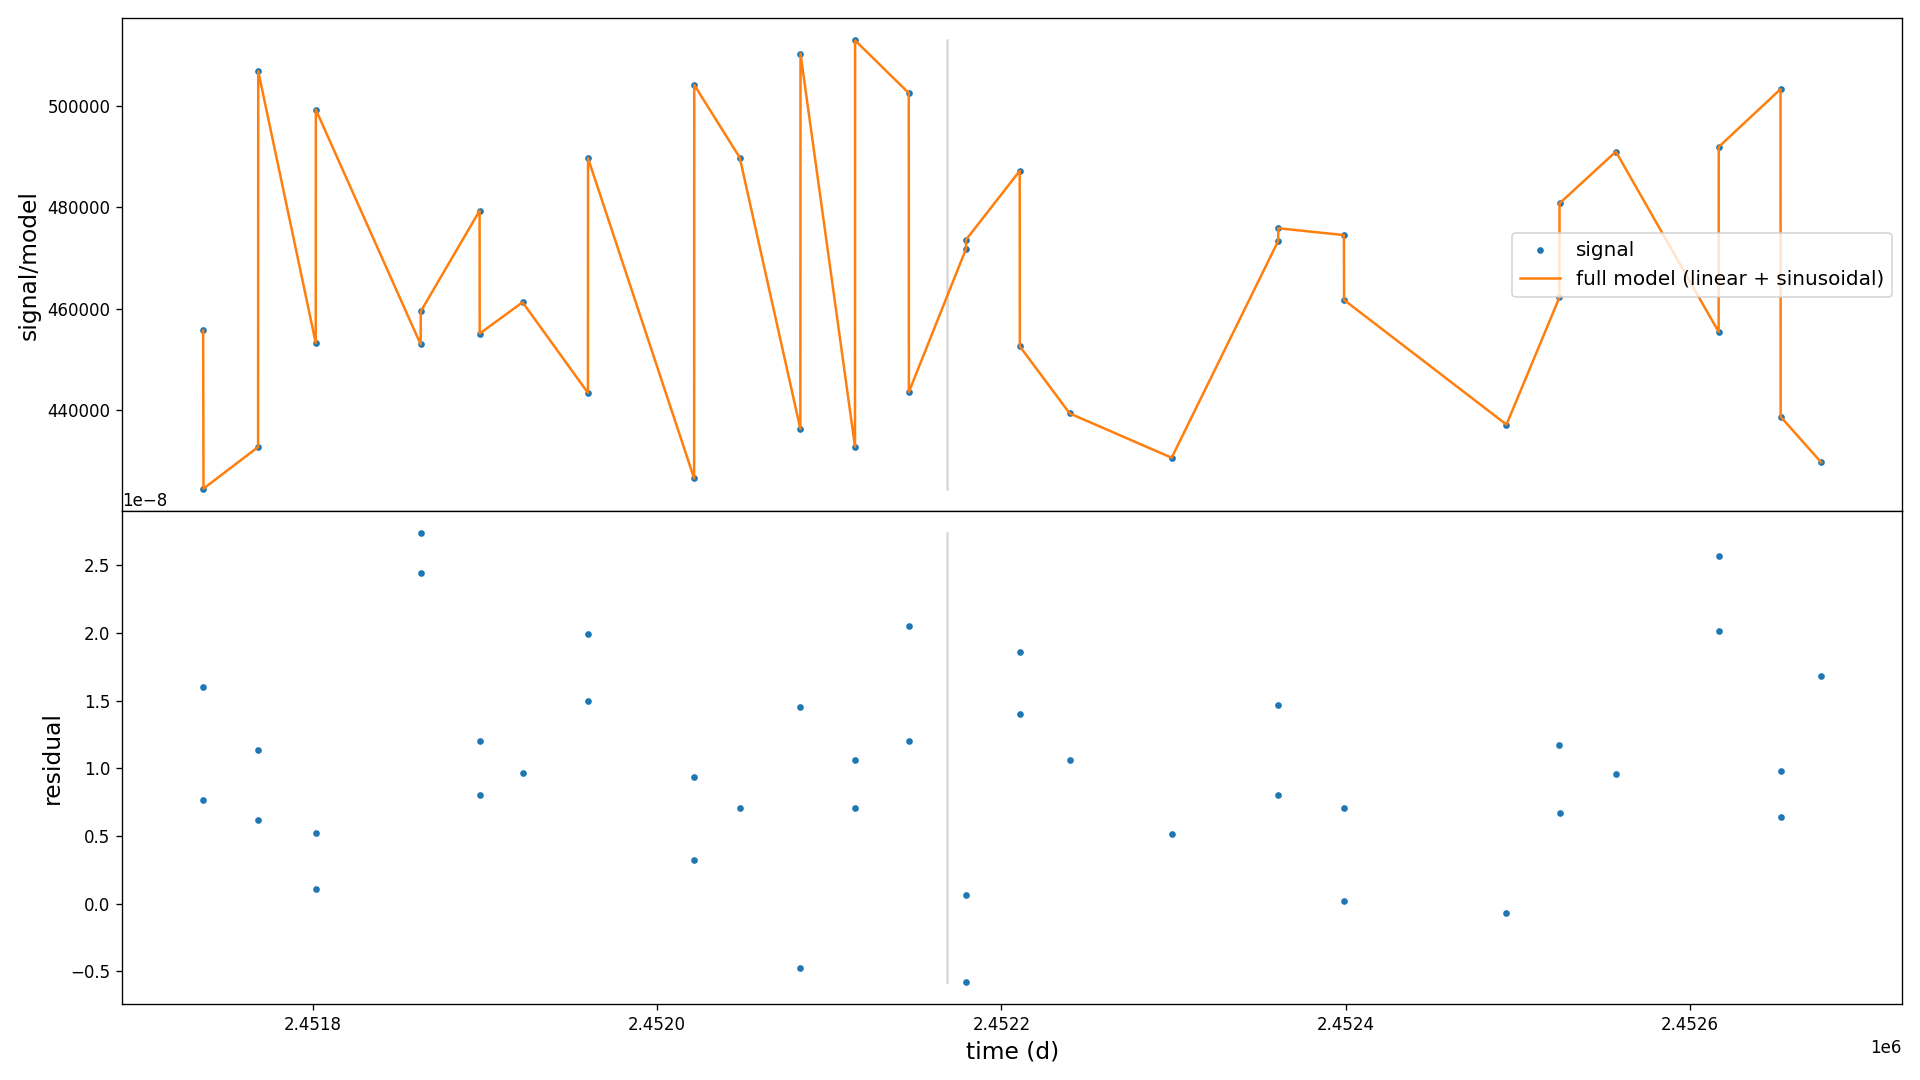 signal/model
500000
480000
460000
440000
signal
full model (linear + sinusoidal)
1e−8
residual
2.5
2.0
1.5
1.0
0.5
0.0
−0.5
2.4518
2.4520
2.4522
2.4524
2.4526
time (d)
1e6